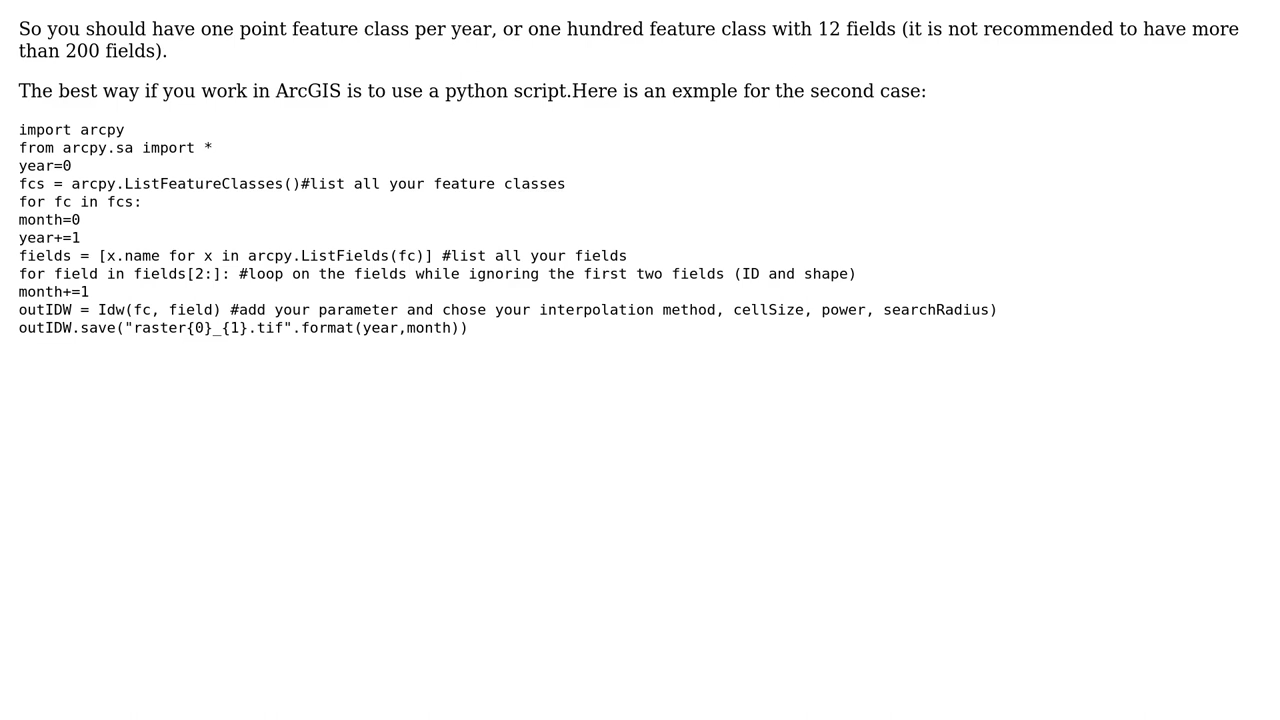 So you should have one point feature class per year, or one hundred feature class with 12 fields (it is not recommended to have more
than 200 fields).
The best way if you work in ArcGIS is to use a python script.Here is an exmple for the second case:
import arcpy
from arcpy.sa import *
year=0
fcs = arcpy.ListFeatureClasses()#list all your feature classes
for fc in fcs:
month=0
year+=1
fields = [x.name for x in arcpy.ListFields(fc)] #list all your fields
for field in fields[2:]: #loop on the fields while ignoring the first two fields (ID and shape)
month+=1
outIDW = Idw(fc, field) #add your parameter and chose your interpolation method, cellSize, power, searchRadius)
outIDW.save("raster{0}_{1}.tif".format(year,month))